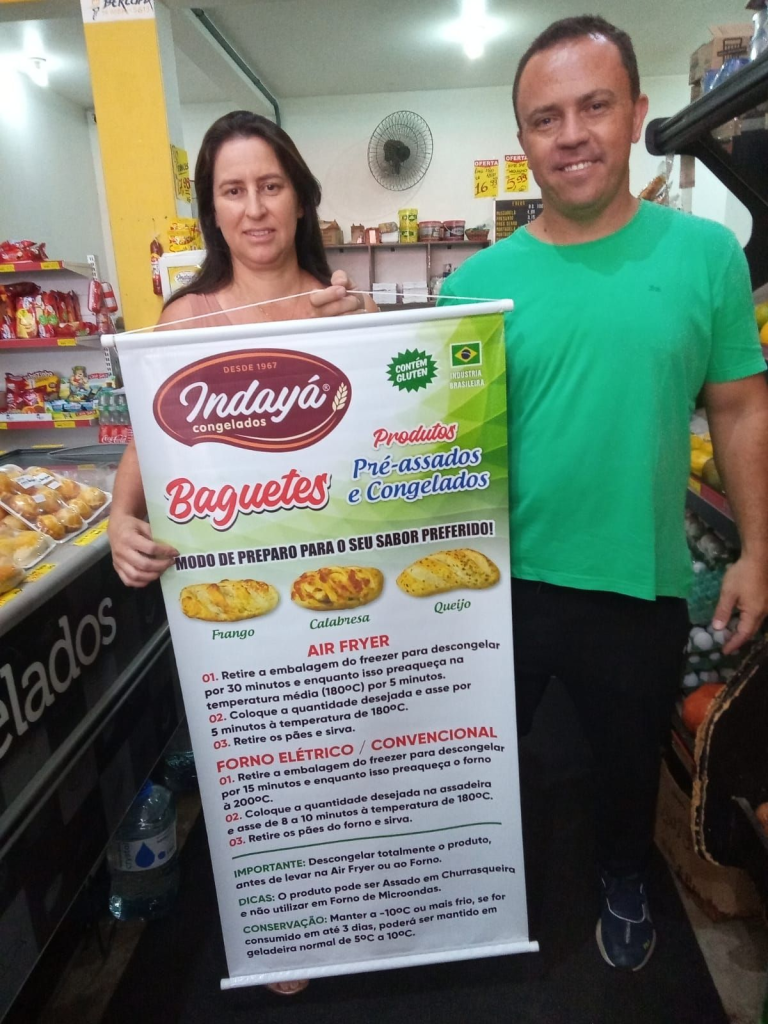 OFERTA
16
OFERTA
5,99
DESDE 1967
Indayá®
congelados
CONTÉM
GLUTEN
INDÚSTRIA
BRASILEIRA
Produtos
Pré-assados
e Congelados
Baguetes
MODO DE PREPARO PARA O SEU SABOR PREFERIDO!
Frango
Calabresa
Queijo
AIR FRYER
01. Retire a embalagem do freezer para descongelar
por 30 minutos e enquanto isso preaqueça na
temperatura média (180ºC) por 5 minutos.
02. Coloque a quantidade desejada e asse por
5 minutos à temperatura de 180ºC.
03. Retire os pães e sirva.
FORNO ELÉTRICO / CONVENCIONAL
01. Retire a embalagem do freezer para descongelar
por 15 minutos e enquanto isso preaqueça o forno
à 200ºC.
02. Coloque a quantidade desejada na assadeira
e asse de 8 a 10 minutos à temperatura de 180ºC.
03. Retire os pães do forno e sirva.
IMPORTANTE: Descongelar totalmente o produto,
antes de levar na Air Fryer ou ao Forno.
DICAS: O produto pode ser Assado em Churrasqueira
e não utilizar em Forno de Microondas.
CONSERVAÇÃO: Manter a -10ºC ou mais frio, se for
consumido em até 3 dias, poderá ser mantido em
geladeira normal de 5ºC a 10ºC.
elados